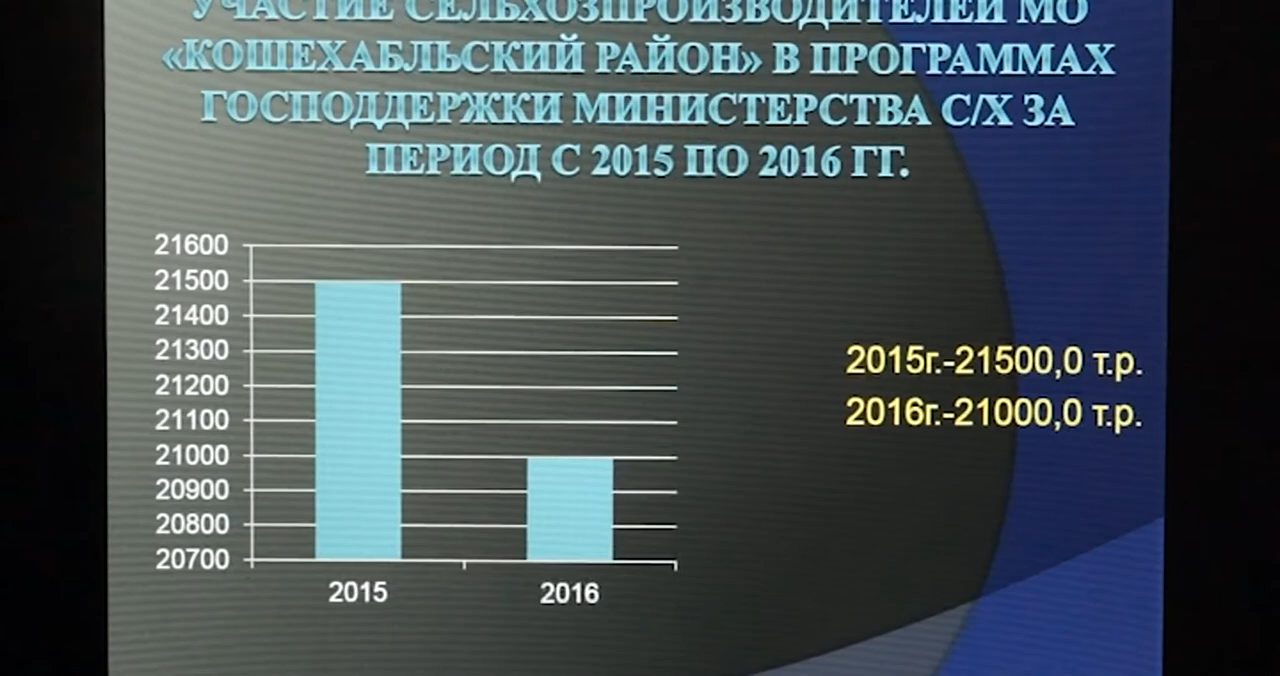 УЧАСТИЕ СЕЛЬХОЗПРОИЗВОДИТЕЛЕЙ МО
«КОШЕХАБЛЬСКИЙ РАЙОН» В ПРОГРАММАХ
ГОСПОДДЕРЖКИ МИНИСТЕРСТВА С/Х ЗА
ПЕРИОД С 2015 ПО 2016 ГГ.
21600
21500
21400
21300
21200
21100
21000
20900
20800
20700
2015
2016
2015г.-21500,0 т.р.
2016г.-21000,0 т.р.